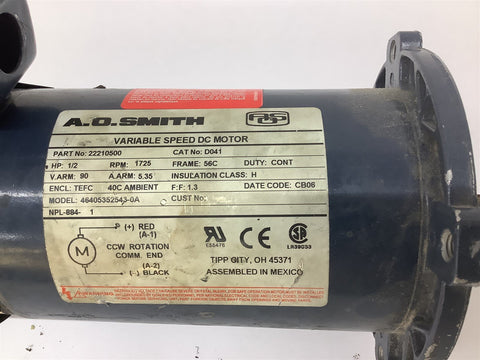 A.O.SMITH
VARIABLE SPEED DC MOTOR
PART No: 22210500 CAT No: D041
HP: 1/2 RPM: 1725 FRAME: 56C DUTY: CONT
V.ARM: 90 A.ARM: 5.35 INSULATION CLASS: H
ENCL: TEFC 40C AMBIENT F:F: 1.3 DATE CODE: CB06
MODEL: 46405352543-0A CUST No:
NPL-884- 1
P (+) RED
(A-1)
M
CCW ROTATION
COMM. END
(A-2)
(-) BLACK
UL CE SA
E55476 LR39033
TIPP CITY, OH 45371
ASSEMBLED IN MEXICO